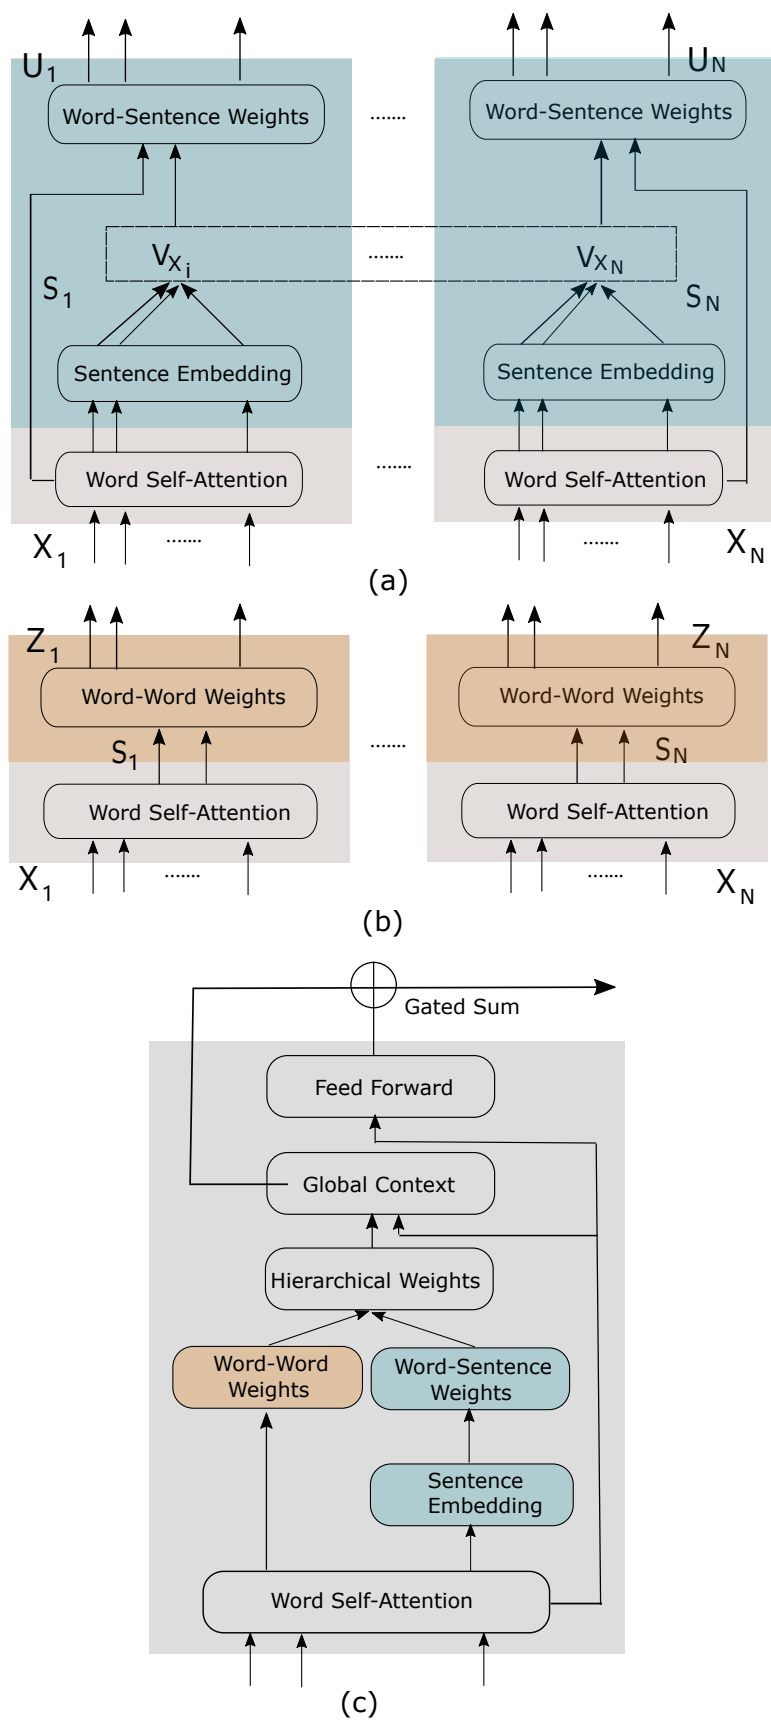 U1 UN
Word-Sentence Weights ....... Word-Sentence Weights
VXi ....... VXN
S1 SN
Sentence Embedding Sentence Embedding
Word Self-Attention ....... Word Self-Attention
X1 ....... ....... XN
(a)
Z1 ZN
Word-Word Weights Word-Word Weights
S1 ....... SN
Word Self-Attention Word Self-Attention
X1 ....... ....... XN
(b)
Gated Sum
Feed Forward
Global Context
Hierarchical Weights
Word-Word
Weights
Word-Sentence
Weights
Sentence
Embedding
Word Self-Attention
(c)